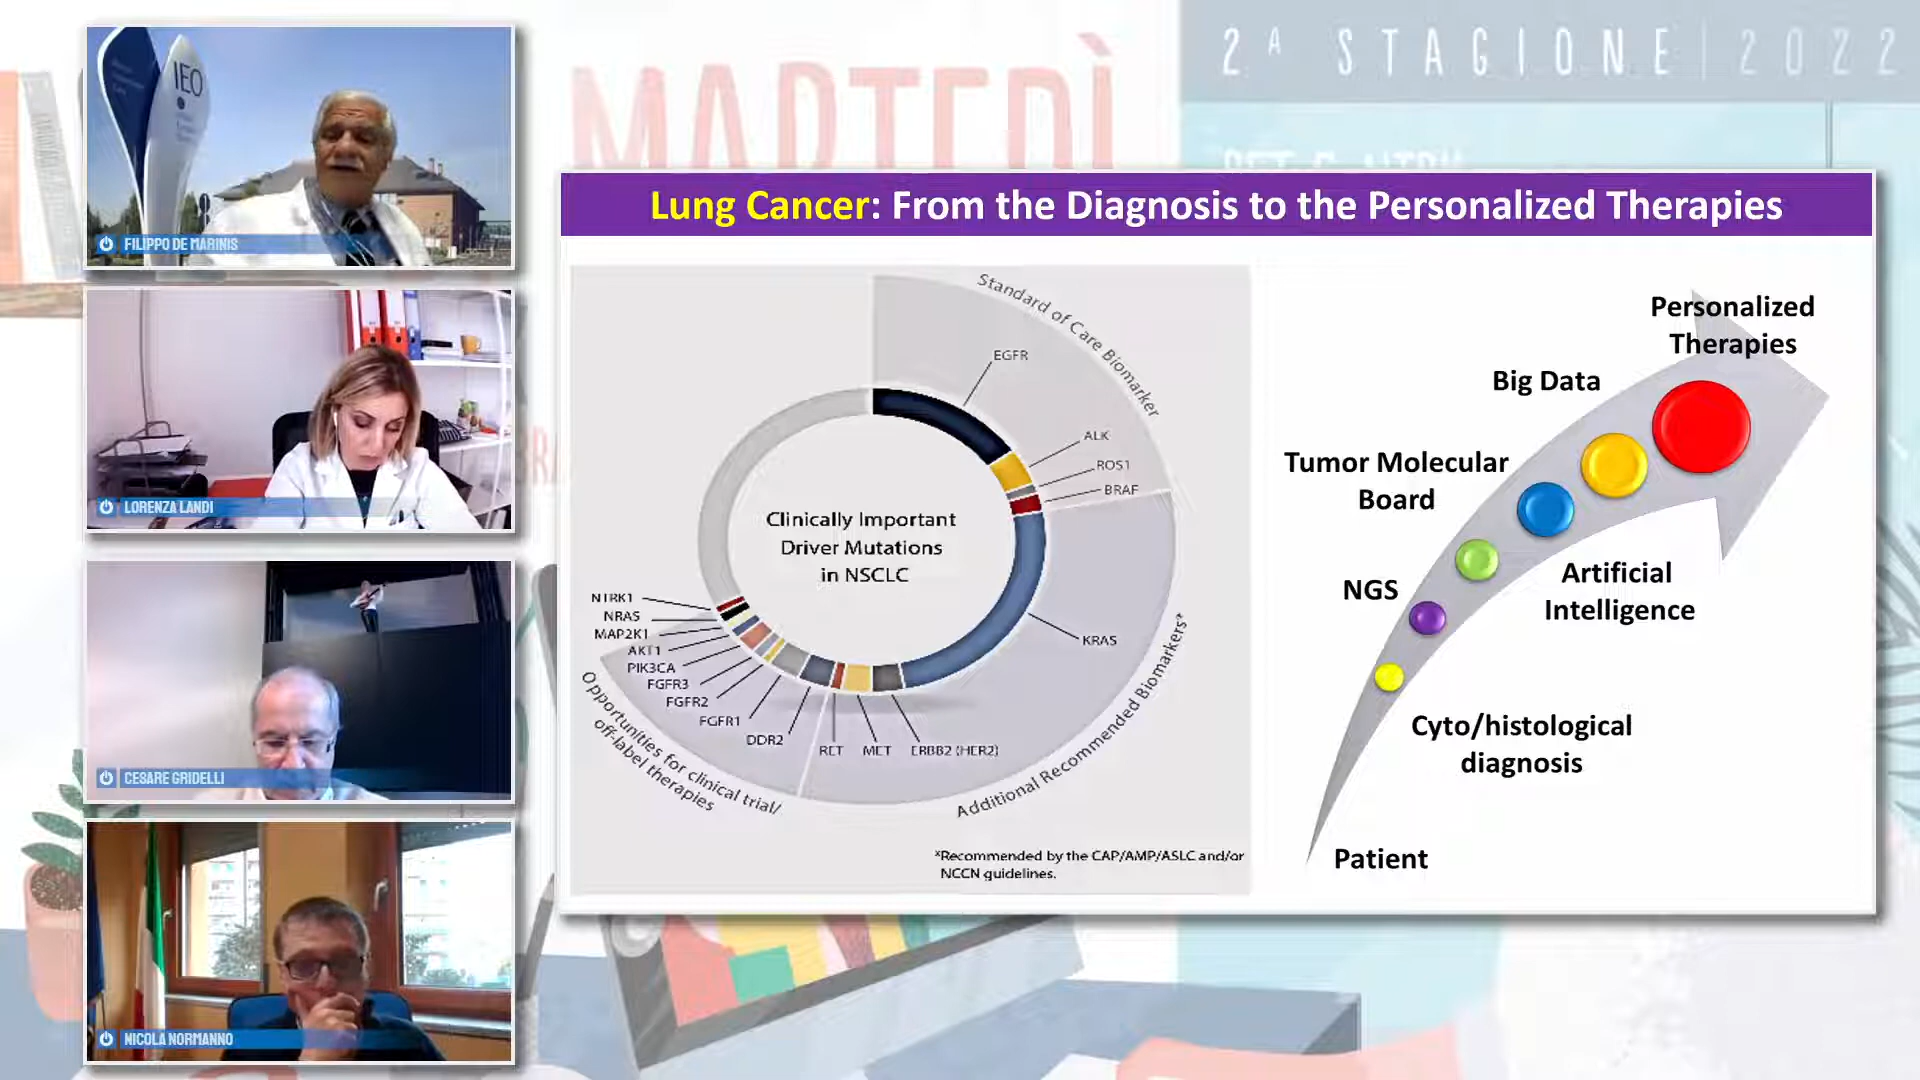 MARTEDÌ
2ᴬ STAGIONE | 2022
IEO
FILIPPO DE MARINIS
LORENZA LANDI
CESARE GRIDELLI
NICOLA NORMANNO
Lung Cancer: From the Diagnosis to the Personalized Therapies
Standard of Care Biomarker
EGFR
ALK
ROS1
BRAF
Clinically Important
Driver Mutations
in NSCLC
KRAS
NTRK1
NRAS
MAP2K1
AKT1
PIK3CA
FGFR3
FGFR2
FGFR1
DDR2
RET
MET
ERBB2 (HER2)
Opportunities for clinical trial/
off-label therapies
Additional Recommended Biomarkers*
*Recommended by the CAP/AMP/ASLC and/or
NCCN guidelines.
Personalized
Therapies
Big Data
Tumor Molecular
Board
Artificial
Intelligence
NGS
Cyto/histological
diagnosis
Patient